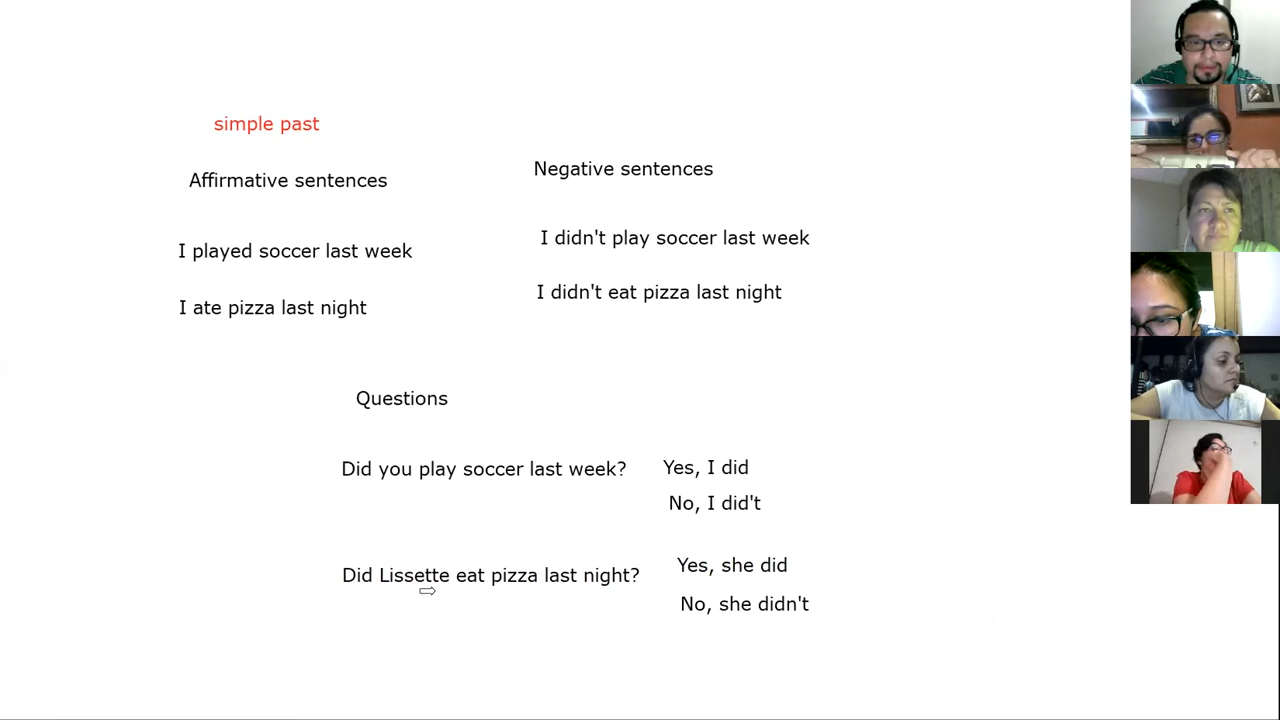 simple past
Affirmative sentences
I played soccer last week
I ate pizza last night
Negative sentences
I didn't play soccer last week
I didn't eat pizza last night
Questions
Did you play soccer last week?
Yes, I did
No, I did't
Did Lissette eat pizza last night?
Yes, she did
No, she didn't